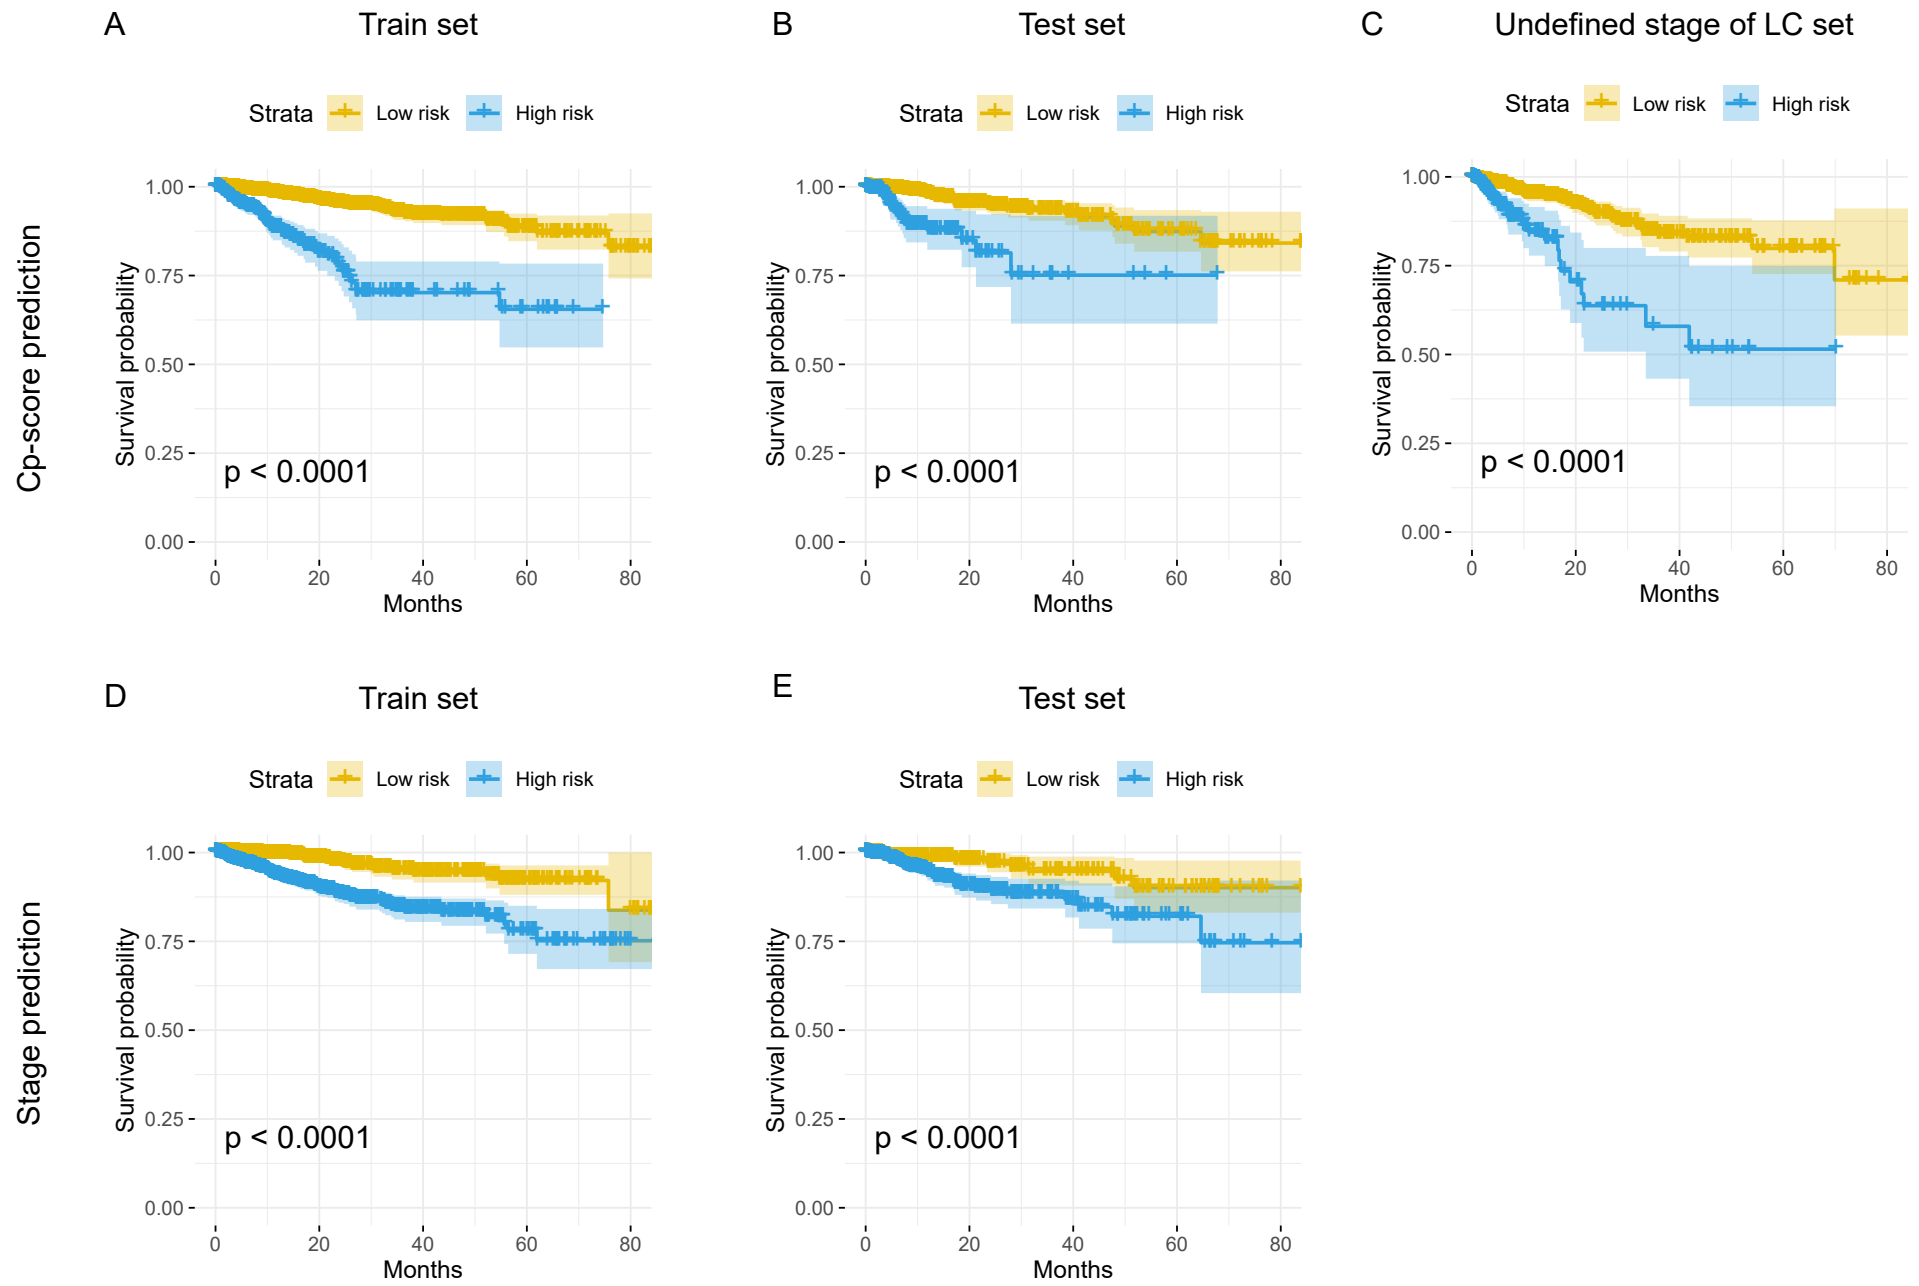 A Train set
Strata Low risk High risk
Cp-score prediction
Survival probability
1.00
0.75
0.50
0.25
0.00
p < 0.0001
0 20 40 60 80
Months
B Test set
Strata Low risk High risk
Survival probability
1.00
0.75
0.50
0.25
0.00
p < 0.0001
0 20 40 60 80
Months
C Undefined stage of LC set
Strata Low risk High risk
Survival probability
1.00
0.75
0.50
0.25
0.00
p < 0.0001
0 20 40 60 80
Months
D Train set
Strata Low risk High risk
Stage prediction
Survival probability
1.00
0.75
0.50
0.25
0.00
p < 0.0001
0 20 40 60 80
Months
E Test set
Strata Low risk High risk
Survival probability
1.00
0.75
0.50
0.25
0.00
p < 0.0001
0 20 40 60 80
Months